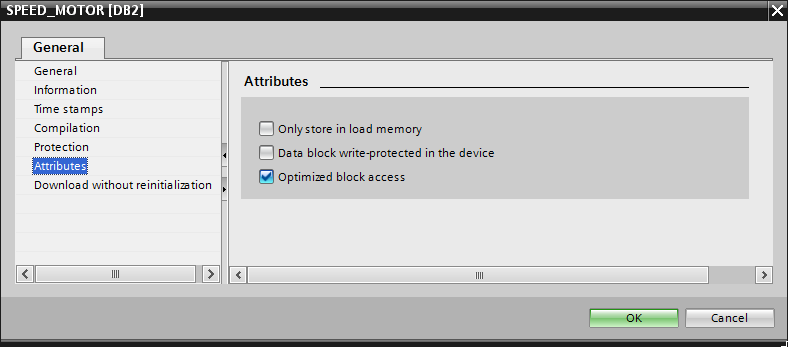 SPEED_MOTOR [DB2]
General
General
Information
Time stamps
Compilation
Protection
Attributes
Download without reinitialization
Attributes
Only store in load memory
Data block write-protected in the device
Optimized block access
OK
Cancel